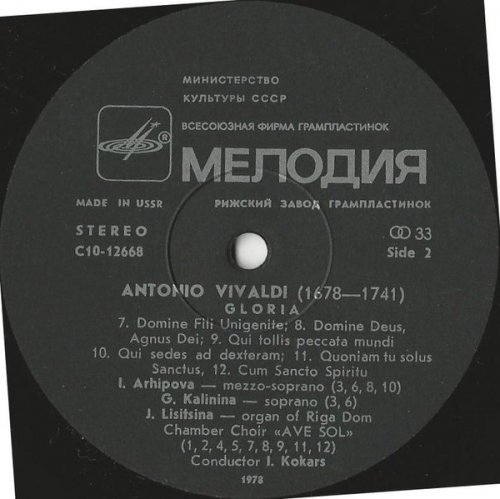 МИНИСТЕРСТВО
КУЛЬТУРЫ СССР
ВСЕСОЮЗНАЯ ФИРМА ГРАМПЛАСТИНОК
® МЕЛОДИЯ
MADE IN USSR РИЖСКИЙ ЗАВОД ГРАМПЛАСТИНОК
STEREO 33
С10-12668 Side 2
ANTONIO VIVALDI (1678—1741)
GLORIA
7. Domine Fili Unigenite; 8. Domine Deus,
Agnus Dei; 9. Qui tollis peccata mundi
10. Qui sedes ad dexteram; 11. Quoniam tu solus
Sanctus, 12. Cum Sancto Spiritu
I. Arhipova — mezzo-soprano (3, 6, 8, 10)
G. Kalinina — soprano (3, 6)
J. Lisitsina — organ of Riga Dom
Chamber Choir «AVE SOL»
(1, 2, 4, 5, 7, 8, 9, 11, 12)
Conductor I. Kokars
1978